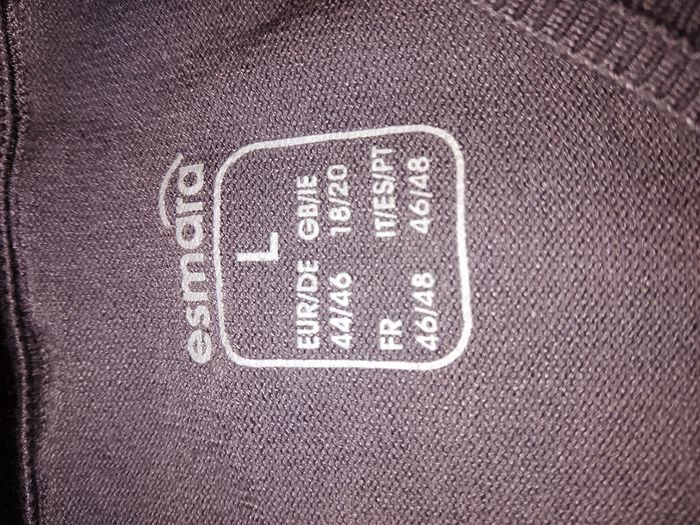 esmara
L
EUR/DE GB/IE
44/46 18/20
FR IT/ES/PT
46/48 46/48